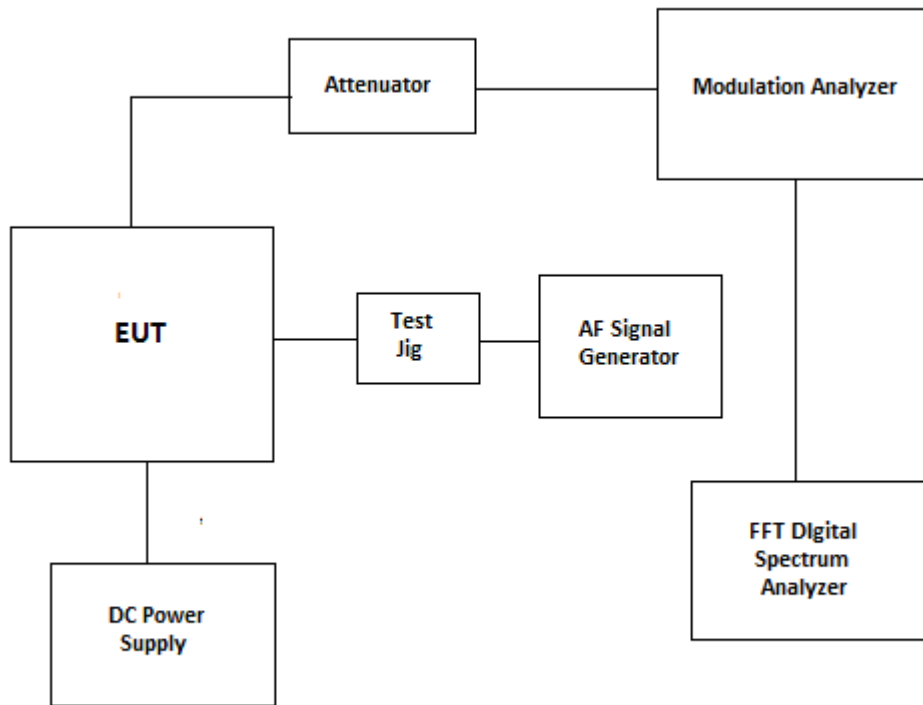 Attenuator
Modulation Analyzer
EUT
Test
Jig
AF Signal
Generator
FFT DIgital
Spectrum
Analyzer
DC Power
Supply